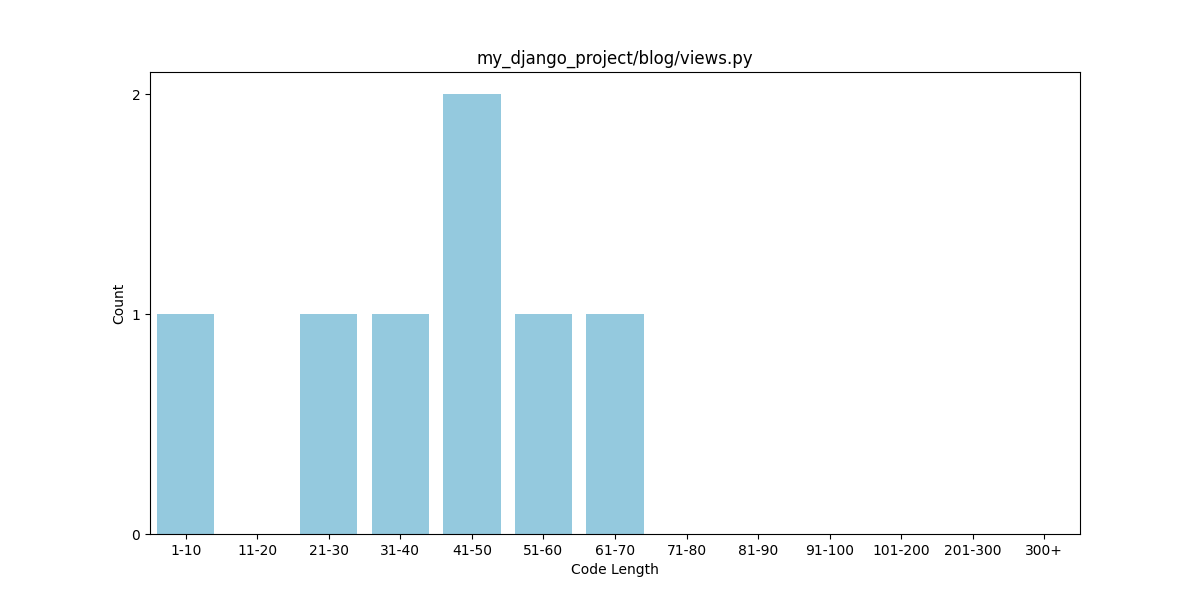 my_django_project/blog/views.py
2
1
0
Count
1-10 11-20 21-30 31-40 41-50 51-60 61-70 71-80 81-90 91-100 101-200 201-300 300+
Code Length